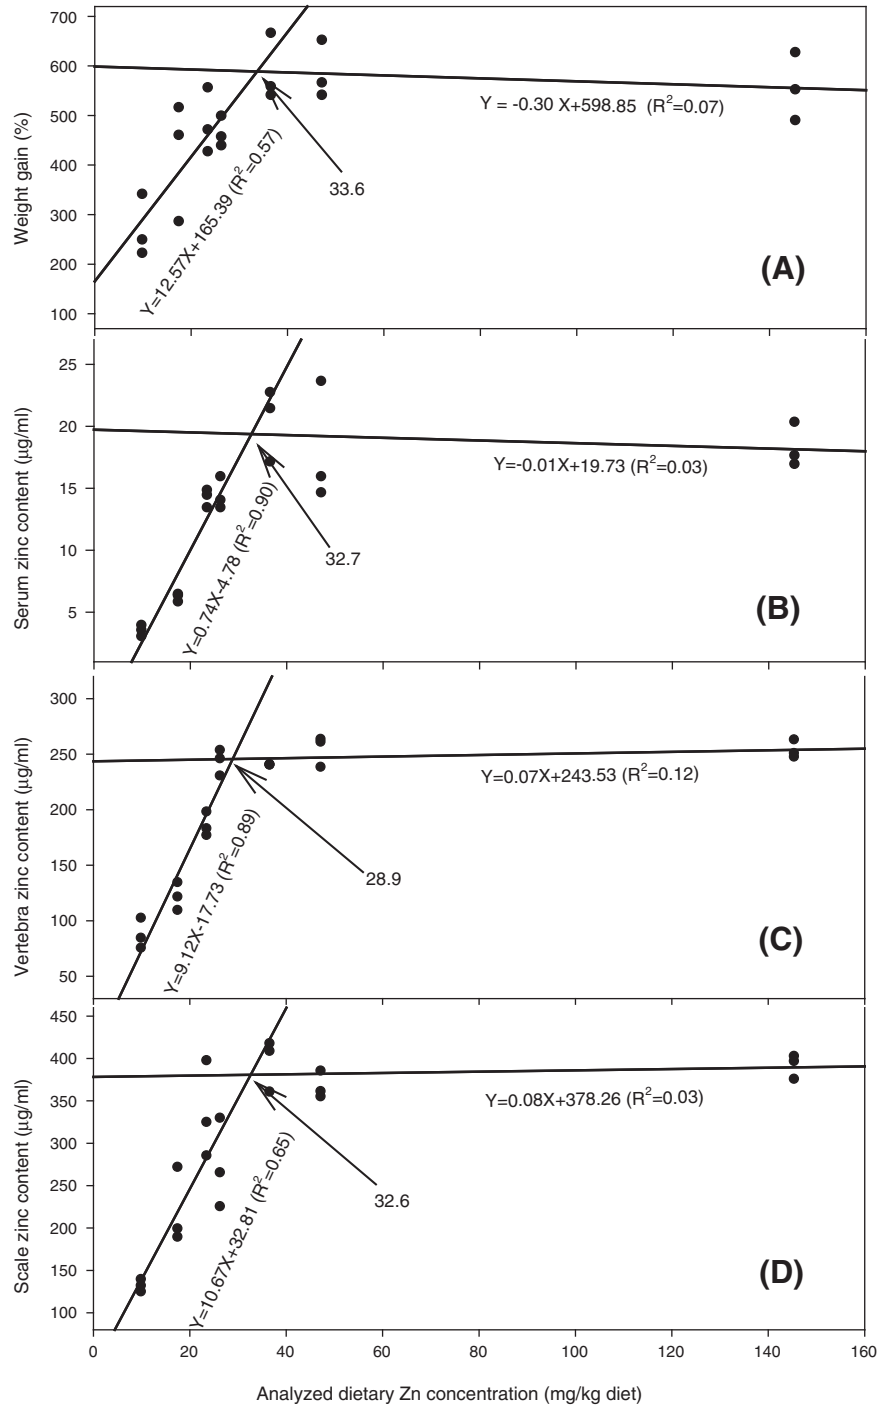 700
600
500
400
300
200
100
Weight gain (%)
Y = -0.30 X+598.85 (R²=0.07)
Y=12.57X+165.39 (R²=0.57)
33.6
(A)
25
20
15
10
5
Serum zinc content (μg/ml)
Y=-0.01X+19.73 (R²=0.03)
Y=0.74X-4.78 (R²=0.90)
32.7
(B)
300
250
200
150
100
50
Vertebra zinc content (μg/ml)
Y=0.07X+243.53 (R²=0.12)
Y=9.12X-17.73 (R²=0.89)
28.9
(C)
450
400
350
300
250
200
150
100
Scale zinc content (μg/ml)
Y=0.08X+378.26 (R²=0.03)
Y=10.67X+32.81 (R²=0.65)
32.6
(D)
0 20 40 60 80 100 120 140 160
Analyzed dietary Zn concentration (mg/kg diet)